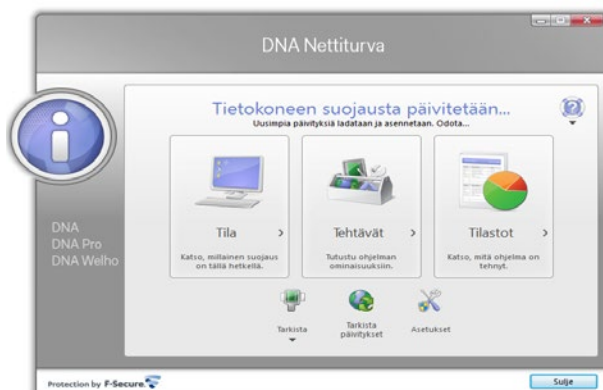 DNA Nettiturva
Tietokoneen suojausta päivitetään...
Uusimpia päivityksiä ladataan ja asennetaan. Odota...
DNA
DNA Pro
DNA Welho
Tila
Katso, millainen suojaus
on tällä hetkellä.
Tehtävät
Tutustu ohjelman
ominaisuuksiin.
Tilastot
Katso, mitä ohjelma on
tehnyt.
Tarkista
Tarkista
päivitykset
Asetukset
Protection by F-Secure.
Sulje